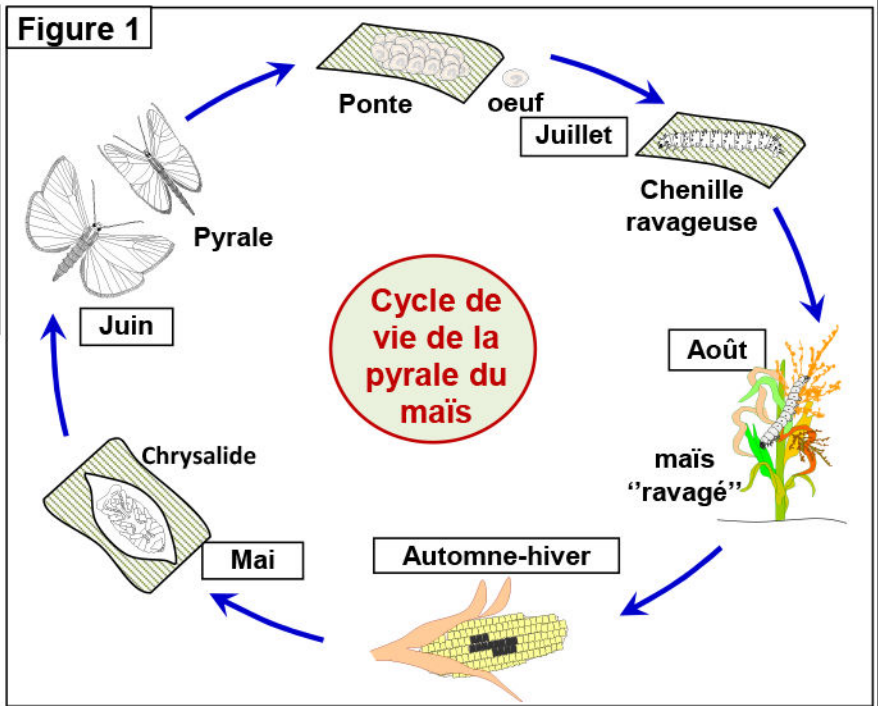 Figure 1
Ponte
oeuf
Juillet
Chenille
ravageuse
Pyrale
Juin
Cycle de
vie de la
pyrale du
maïs
Août
maïs
‘‘ravagé’’
Chrysalide
Mai
Automne-hiver